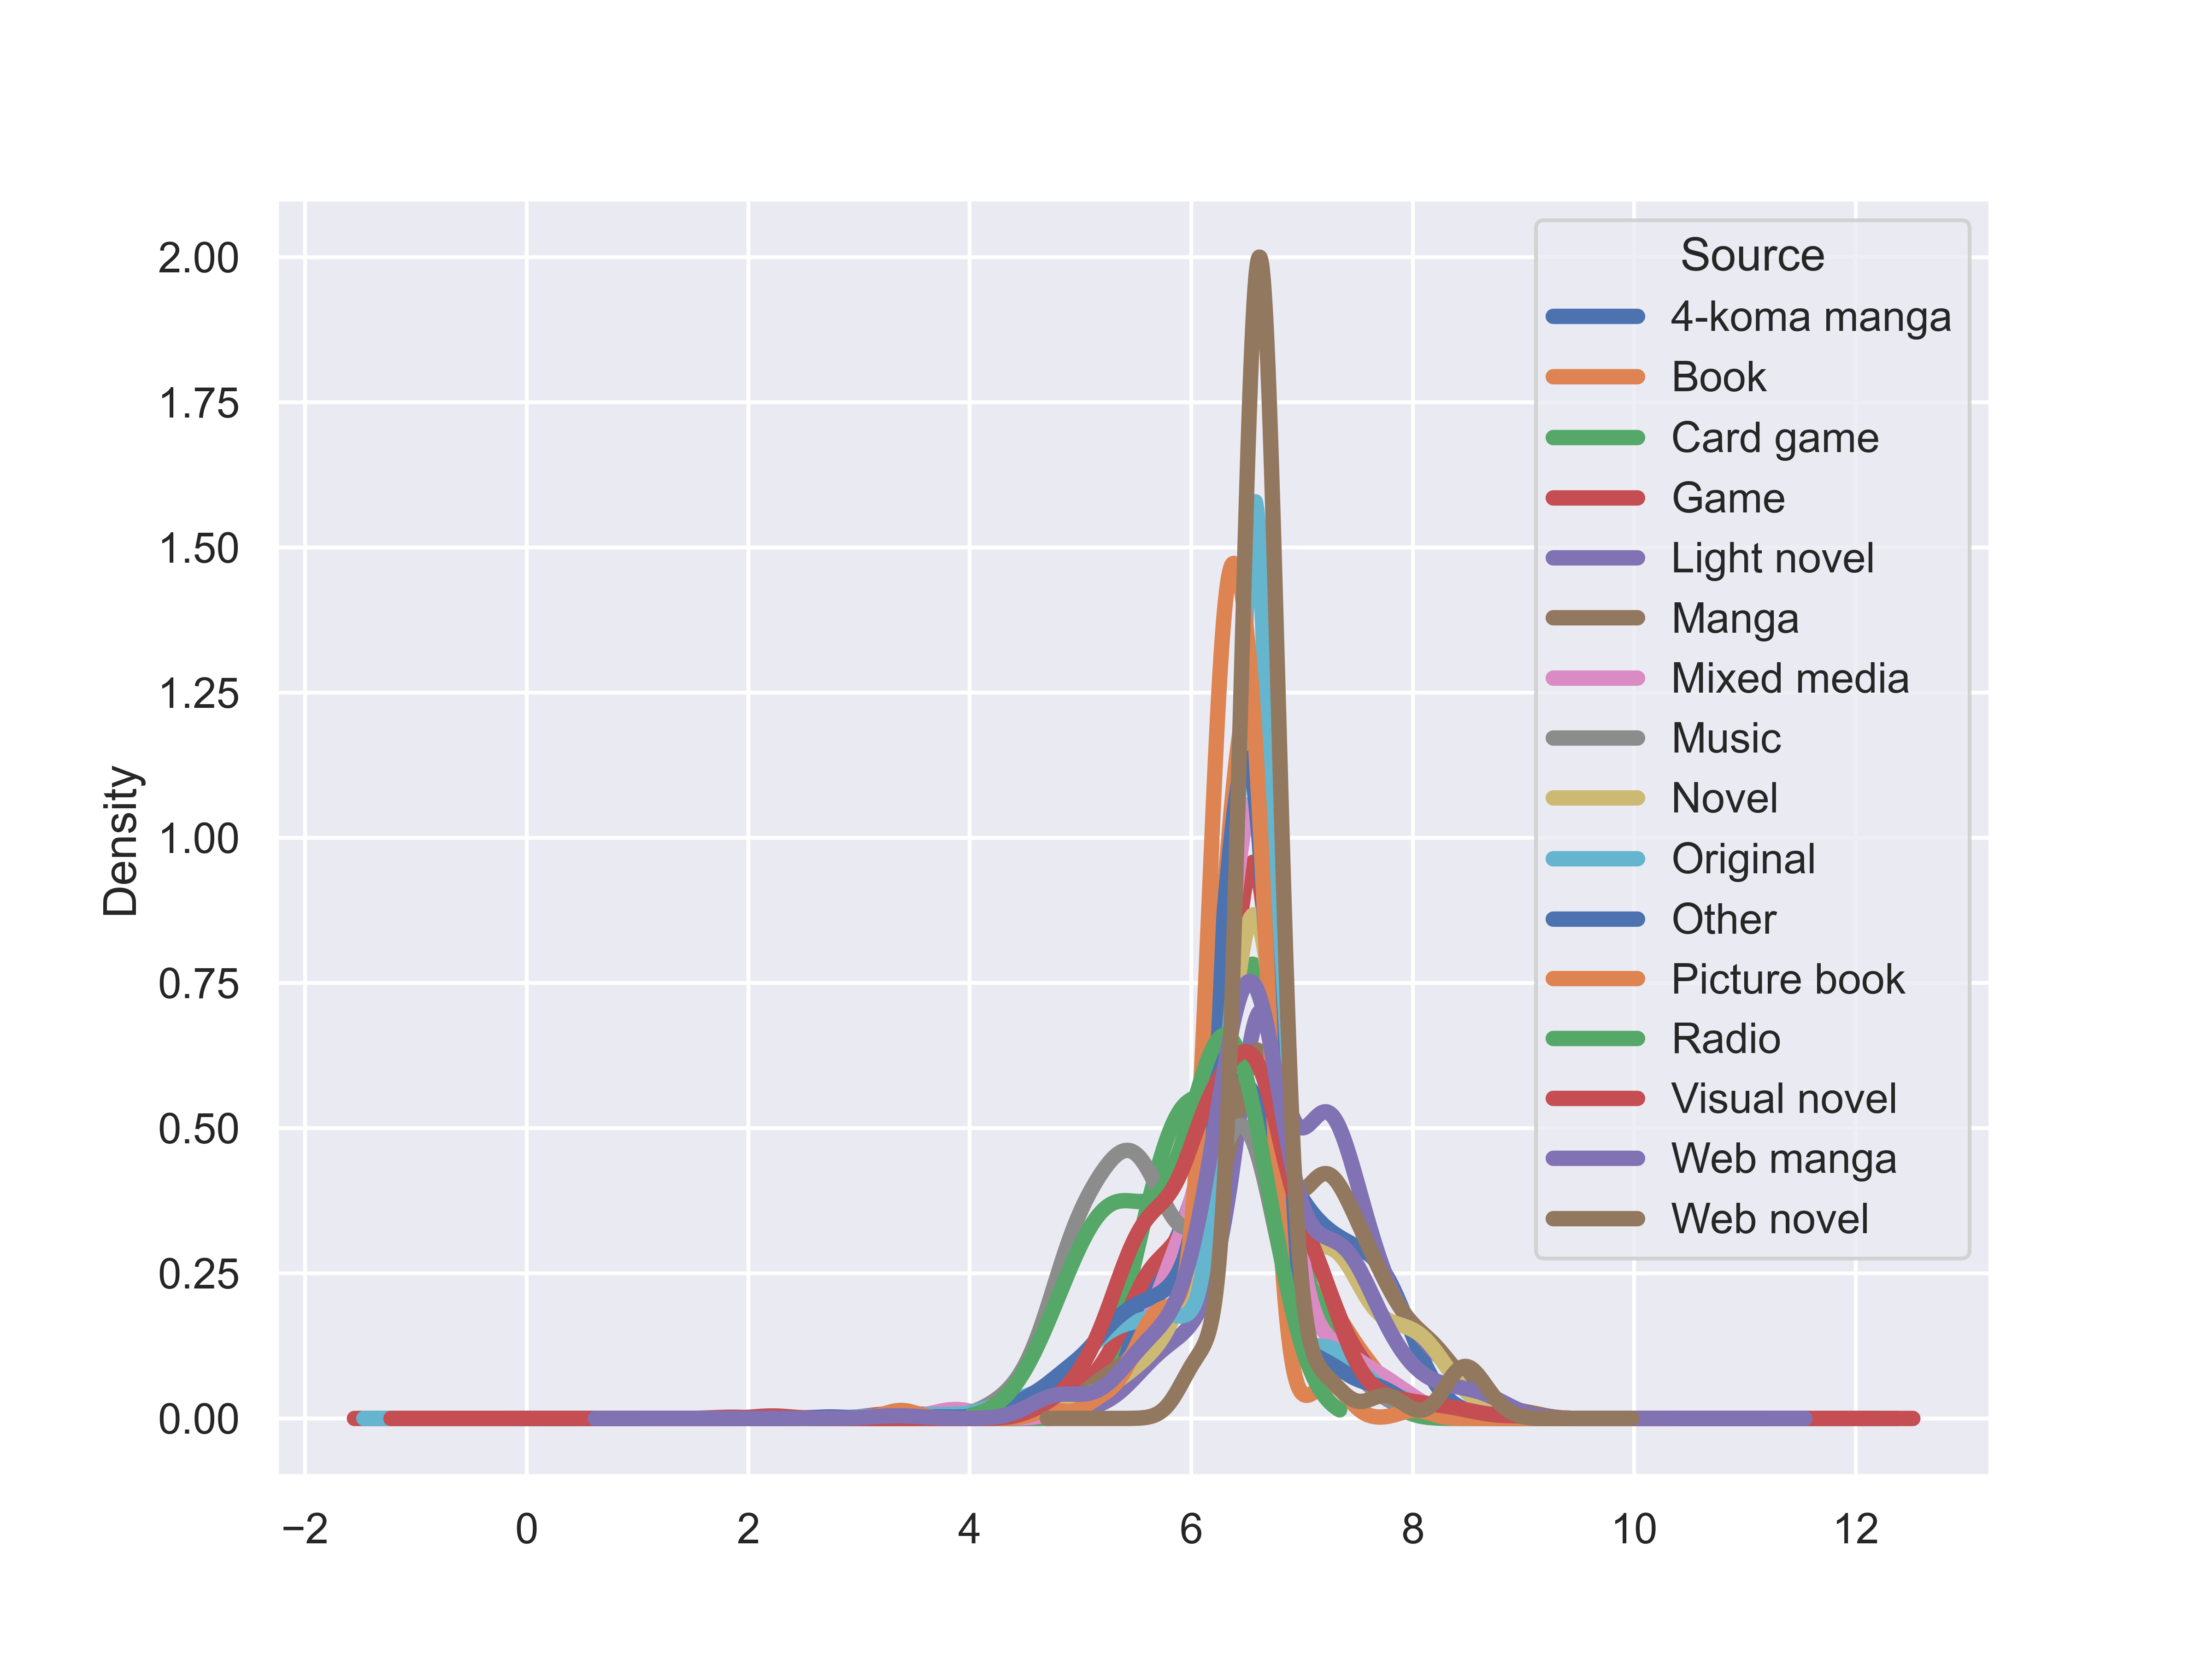 2.00
1.75
1.50
1.25
1.00
0.75
0.50
0.25
0.00
Density
−2
0
2
4
6
8
10
12
Source
4-koma manga
Book
Card game
Game
Light novel
Manga
Mixed media
Music
Novel
Original
Other
Picture book
Radio
Visual novel
Web manga
Web novel